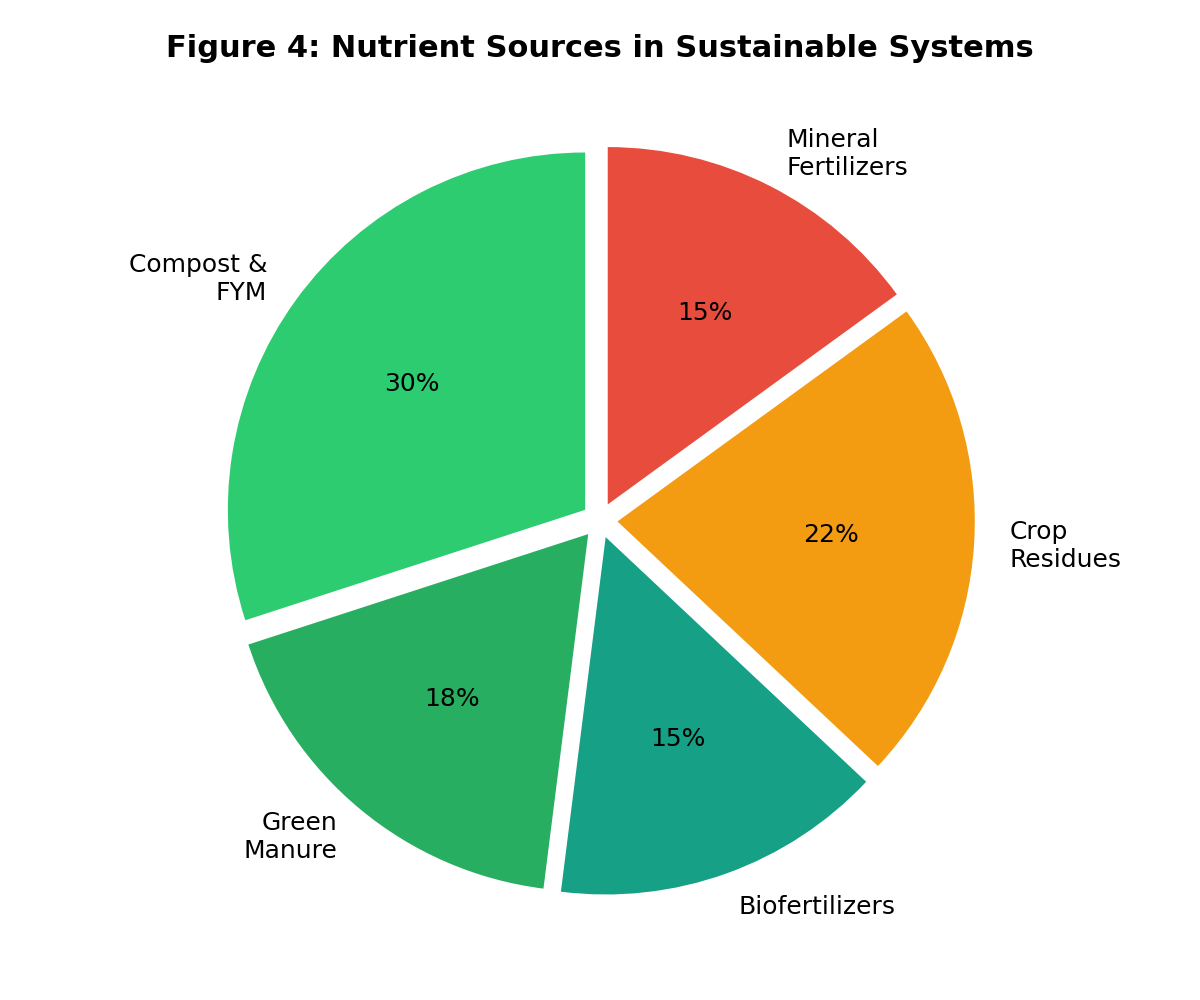 Figure 4: Nutrient Sources in Sustainable Systems
Mineral
Fertilizers
15%
Compost &
FYM
30%
22%
Crop
Residues
18%
15%
Green
Manure
Biofertilizers